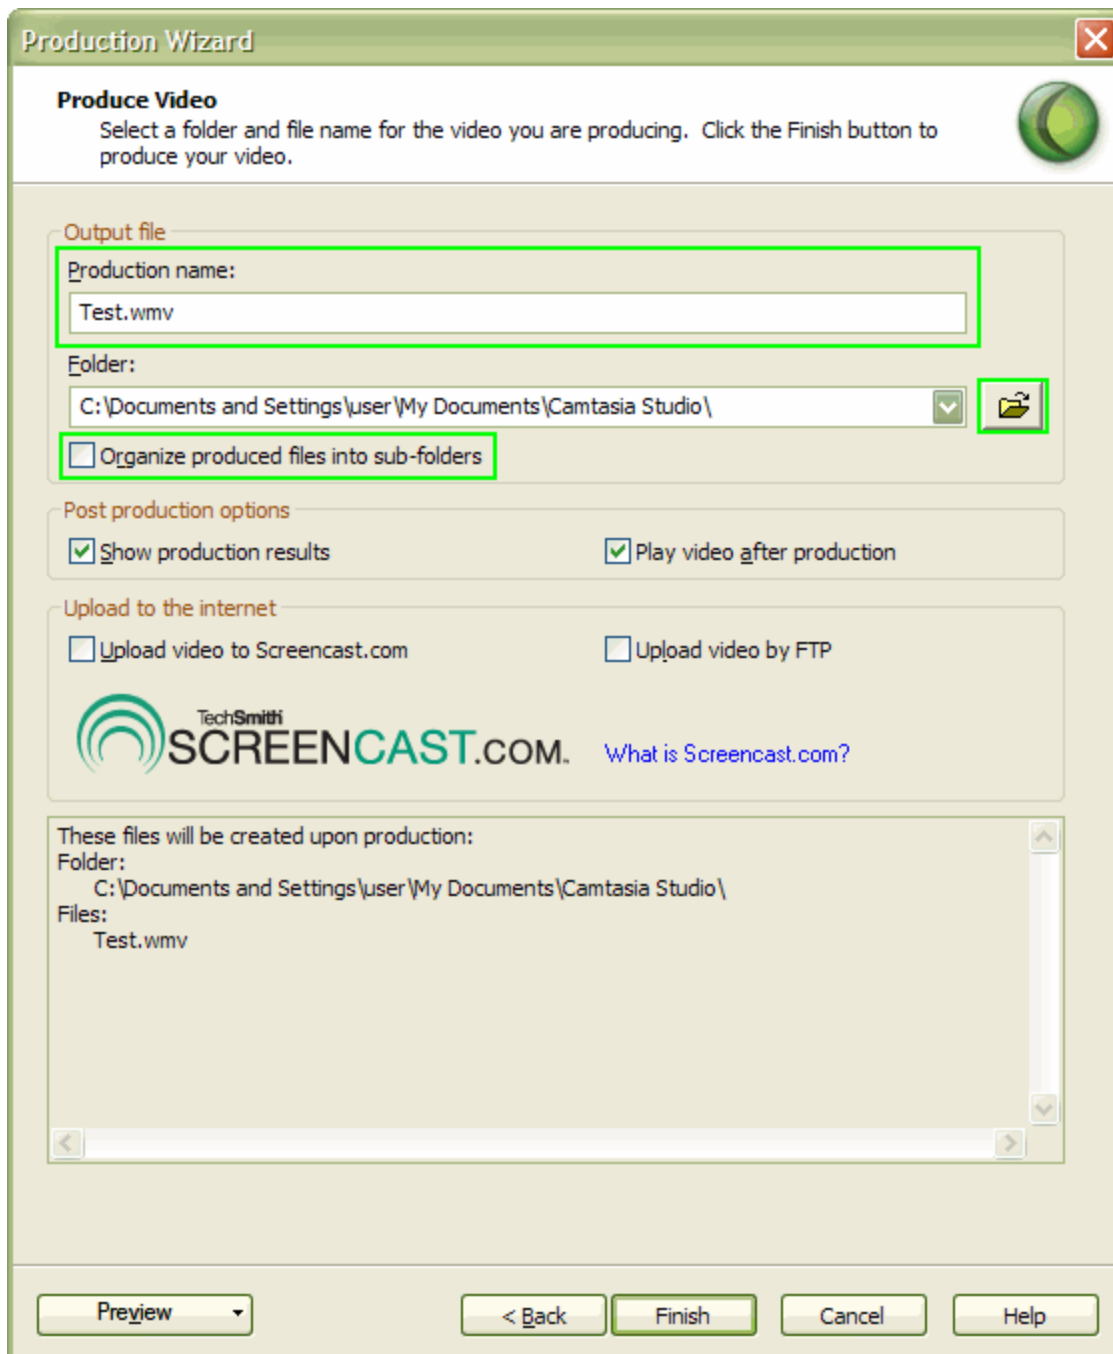 Production Wizard
Produce Video
Select a folder and file name for the video you are producing.  Click the Finish button to
produce your video.
Output file
Production name:
Test.wmv
Folder:
C:\Documents and Settings\user\My Documents\Camtasia Studio\
Organize produced files into sub-folders
Post production options
Show production results
Play video after production
Upload to the internet
Upload video to Screencast.com
Upload video by FTP
TechSmith
SCREENCAST.COM™
What is Screencast.com?
These files will be created upon production:
Folder:
C:\Documents and Settings\user\My Documents\Camtasia Studio\
Files:
Test.wmv
Preview
< Back
Finish
Cancel
Help